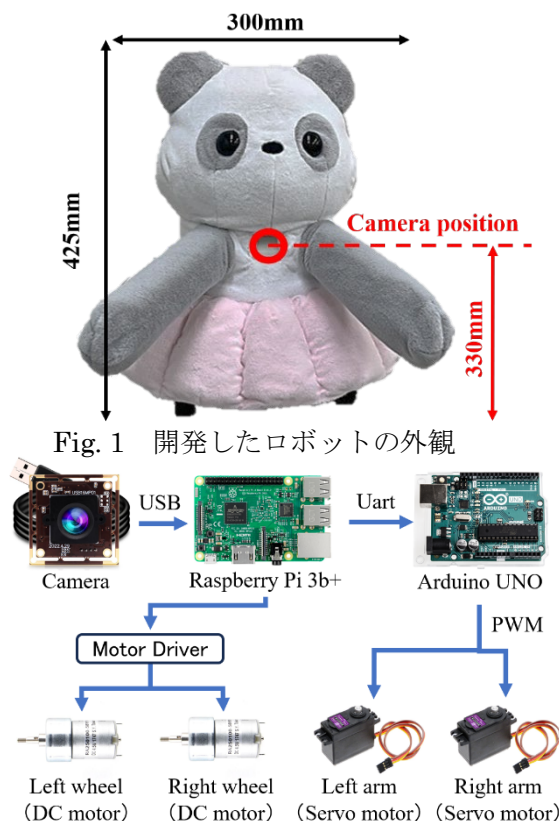 300mm
425mm
Camera position
330mm
Fig. 1 開発したロボットの外観
USB
Uart
Camera
Raspberry Pi 3b+
Arduino UNO
ARDUINO
UNO
PWM
Motor Driver
Left wheel
Right wheel
Left arm
Right arm
(DC motor)
(DC motor)
(Servo motor)
(Servo motor)